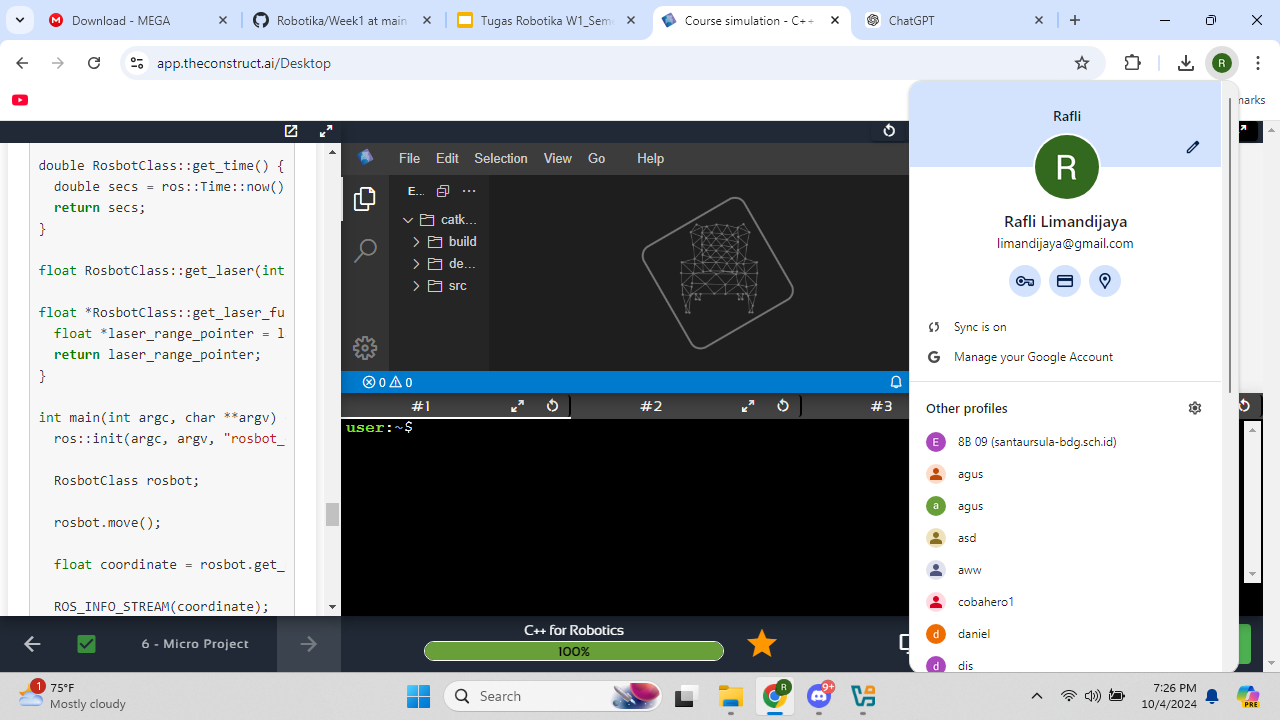 Download - MEGA
Robotika/Week1 at main
Tugas Robotika W1_Sem
Course simulation - C++
ChatGPT
app.theconstruct.ai/Desktop
R
marks
double RosbotClass::get_time() {
double secs = ros::Time::now()
return secs;
}
float RosbotClass::get_laser(int
float *RosbotClass::get_laser_fu
float *laser_range_pointer = l
return laser_range_pointer;
}
int main(int argc, char **argv)
ros::init(argc, argv, "rosbot_
RosbotClass rosbot;
rosbot.move();
float coordinate = rosbot.get_
ROS_INFO_STREAM(coordinate);
6 - Micro Project
File Edit Selection View Go Help
E...
catk...
build
de...
src
0 0
#1 #2 #3
user:~$
C++ for Robotics
100%
Rafli
R
Rafli Limandijaya
limandijaya@gmail.com
Sync is on
Manage your Google Account
Other profiles
E 8B 09 (santaursula-bdg.sch.id)
agus
a agus
asd
aww
cobahero1
d daniel
d dis
1
75°F
Mostly cloudy
Search
R
9+
7:26 PM
10/4/2024
PRE